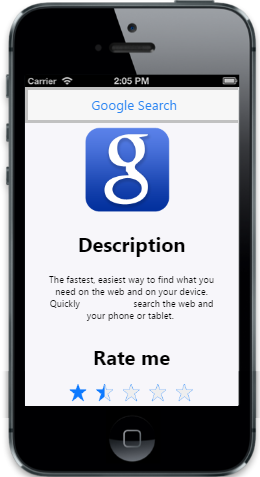 Carrier 2:05 PM
Google Search
g
Description
The fastest, easiest way to find what you
need on the web and on your device.
Quickly search the web and
your phone or tablet.
Rate me